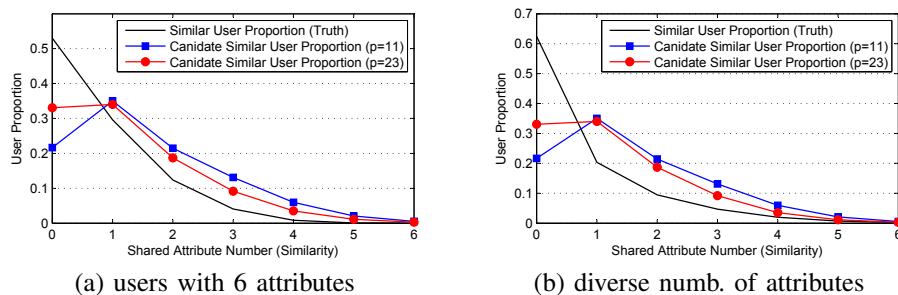 Similar User Proportion (Truth)
Canidate Similar User Proportion (p=11)
Canidate Similar User Proportion (p=23)
User Proportion
0.5
0.4
0.3
0.2
0.1
0
0 1 2 3 4 5 6
Shared Attribute Number (Similarity)
(a) users with 6 attributes
Similar User Proportion (Truth)
Canidate Similar User Proportion (p=11)
Canidate Similar User Proportion (p=23)
User Proportion
0.7
0.6
0.5
0.4
0.3
0.2
0.1
0
0 1 2 3 4 5 6
Shared Attribute Number (Similarity)
(b) diverse numb. of attributes